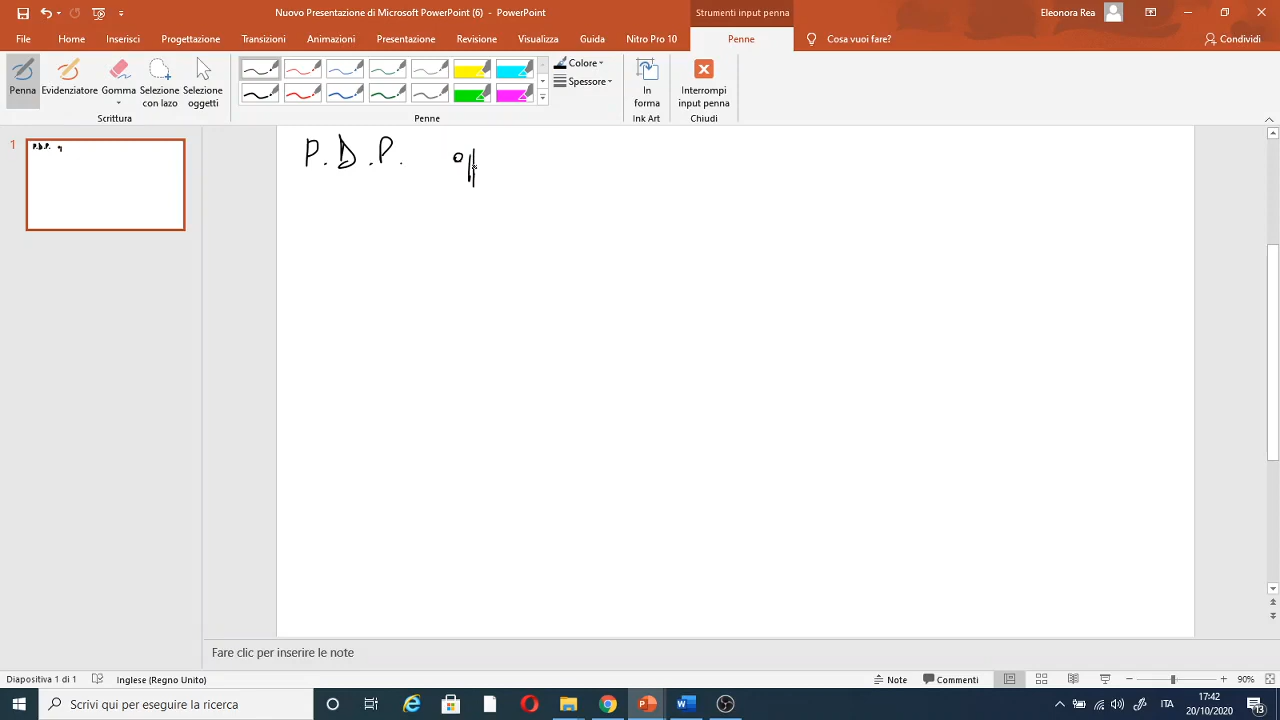 Nuovo Presentazione di Microsoft PowerPoint (6) - PowerPoint
Strumenti input penna
Eleonora Rea
File Home Inserisci Progettazione Transizioni Animazioni Presentazione Revisione Visualizza Guida Nitro Pro 10 Penne Cosa vuoi fare? Condividi
Penna Evidenziatore Gomma Selezione con lazo Selezione oggetti
Colore
Spessore
In forma
Interrompi input penna
Scrittura Penne Ink Art Chiudi
1
P.D.P.
P.D.P.
Fare clic per inserire le note
Diapositiva 1 di 1 Inglese (Regno Unito) Note Commenti 90%
Scrivi qui per eseguire la ricerca
ITA
17:42
20/10/2020
13